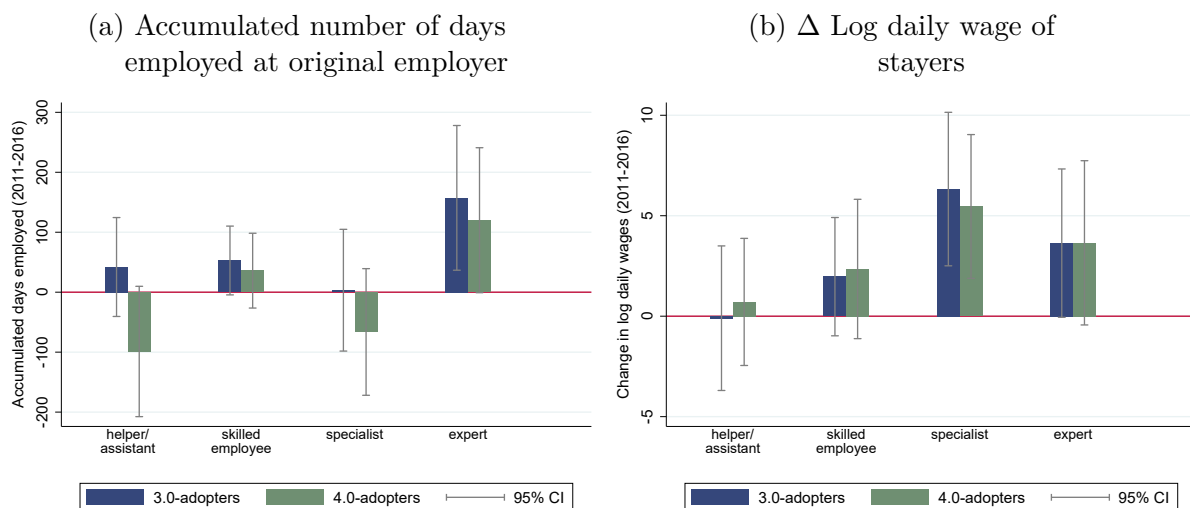 (a) Accumulated number of days
employed at original employer
Accumulated days employed (2011-2016)
300
200
100
0
-100
-200
helper/
assistant
skilled
employee
specialist
expert
3.0-adopters
4.0-adopters
95% CI
(b) Δ Log daily wage of
stayers
Change in log daily wages (2011-2016)
10
5
0
-5
helper/
assistant
skilled
employee
specialist
expert
3.0-adopters
4.0-adopters
95% CI